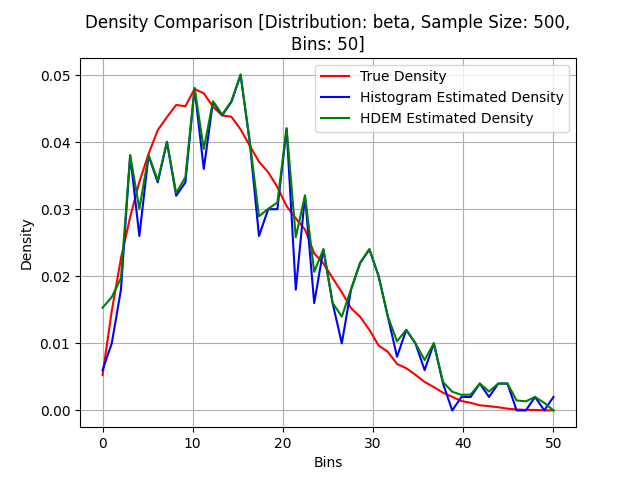 Density Comparison [Distribution: beta, Sample Size: 500,
Bins: 50]
True Density
Histogram Estimated Density
HDEM Estimated Density
Density
0.05
0.04
0.03
0.02
0.01
0.00
0 10 20 30 40 50
Bins